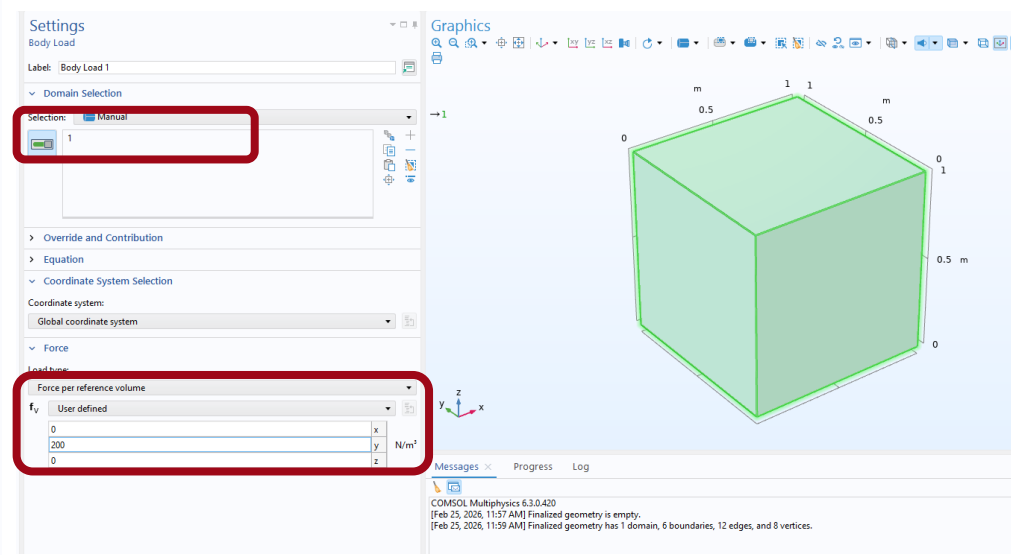 Settings
Body Load
Label: Body Load 1
Domain Selection
Selection: Manual
1
Override and Contribution
Equation
Coordinate System Selection
Coordinate system:
Global coordinate system
Force
Load type:
Force per reference volume
fV User defined
0 x
200 y N/m³
0 z
Graphics
xy yz xz
→1
m 1 1
0.5 m
0.5
0
0
1
0.5 m
0
z
y x
Messages Progress Log
COMSOL Multiphysics 6.3.0.420
[Feb 25, 2026, 11:57 AM] Finalized geometry is empty.
[Feb 25, 2026, 11:59 AM] Finalized geometry has 1 domain, 6 boundaries, 12 edges, and 8 vertices.